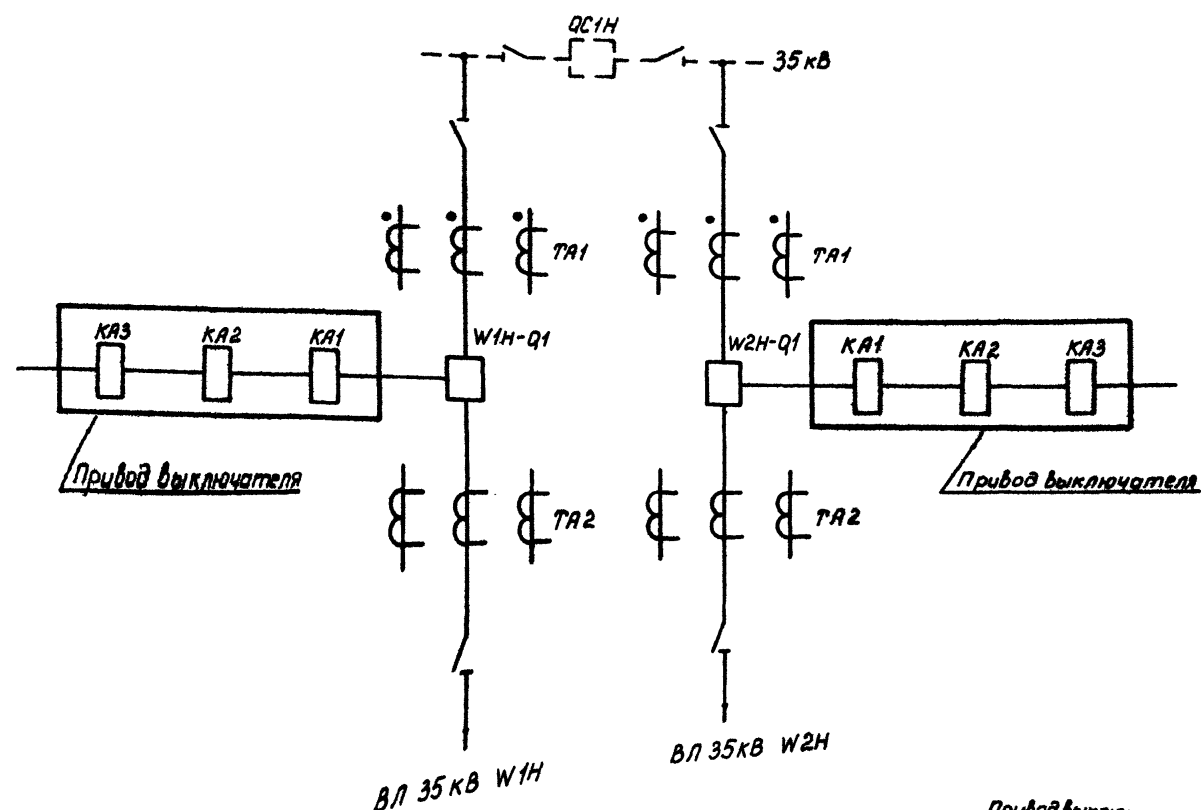 QC1H
35кВ
TA1
TA1
KA3 KA2 KA1
W1H-Q1
W2H-Q1
KA1 KA2 KA3
Привод выключателя
Привод выключателя
TA2
TA2
ВЛ 35кВ W1H
ВЛ 35кВ W2H